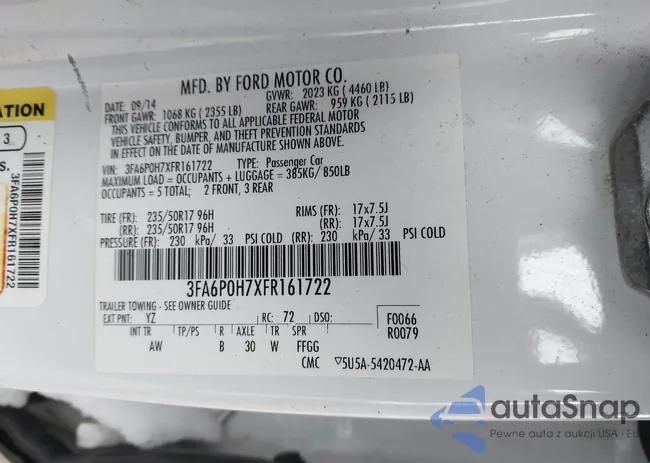 MFD. BY FORD MOTOR CO.
DATE: 09/14 GVWR: 2023 KG ( 4460 LB)
FRONT GAWR: 1068 KG ( 2355 LB) REAR GAWR: 959 KG ( 2115 LB)
THIS VEHICLE CONFORMS TO ALL APPLICABLE FEDERAL MOTOR
VEHICLE SAFETY, BUMPER, AND THEFT PREVENTION STANDARDS
IN EFFECT ON THE DATE OF MANUFACTURE SHOWN ABOVE.
VIN: 3FA6P0H7XFR161722 TYPE: Passenger Car
MAXIMUM LOAD = OCCUPANTS + LUGGAGE = 385KG/ 850LB
OCCUPANTS = 5 TOTAL; 2 FRONT, 3 REAR
TIRE (FR): 235/50R17 96H RIMS (FR): 17x7.5J
(RR): 235/50R17 96H (RR): 17x7.5J
PRESSURE (FR): 230 kPa/ 33 PSI COLD (RR): 230 kPa/ 33 PSI COLD
3FA6P0H7XFR161722
TRAILER TOWING - SEE OWNER GUIDE
EXT PNT: YZ RC: 72 DSO: F0066
R0079
INT TR TP/PS R AXLE TR SPR
AW B 30 W FFGG
CMC ▽5U5A-5420472-AA
ATION
3
S.
3FA6P0H7XFR161722
autaSnap
Pewne auta z aukcji USA - EU